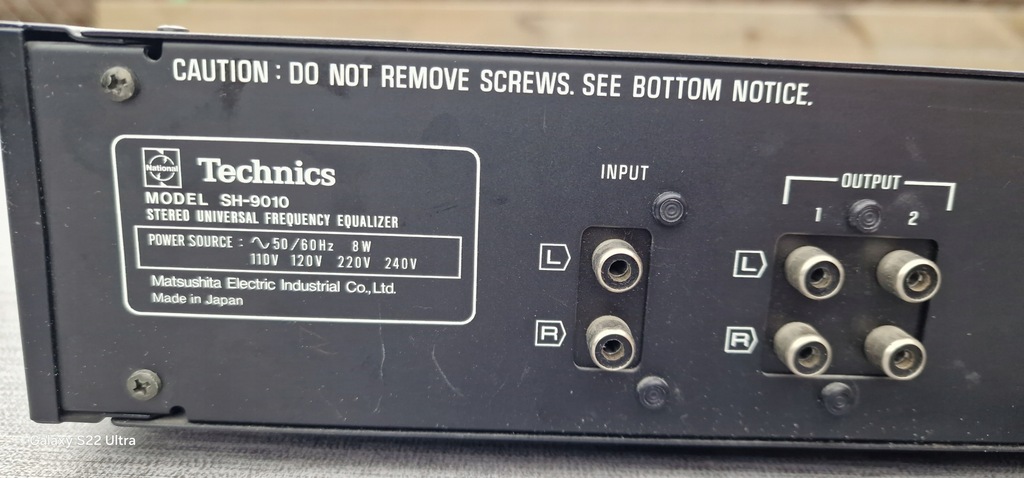 CAUTION : DO NOT REMOVE SCREWS. SEE BOTTOM NOTICE.
National Technics
MODEL SH-9010
STEREO UNIVERSAL FREQUENCY EQUALIZER
POWER SOURCE : ∿ 50/60Hz 8W
110V 120V 220V 240V
Matsushita Electric Industrial Co., Ltd.
Made in Japan
INPUT
L
R
OUTPUT
1 2
L
R
Galaxy S22 Ultra